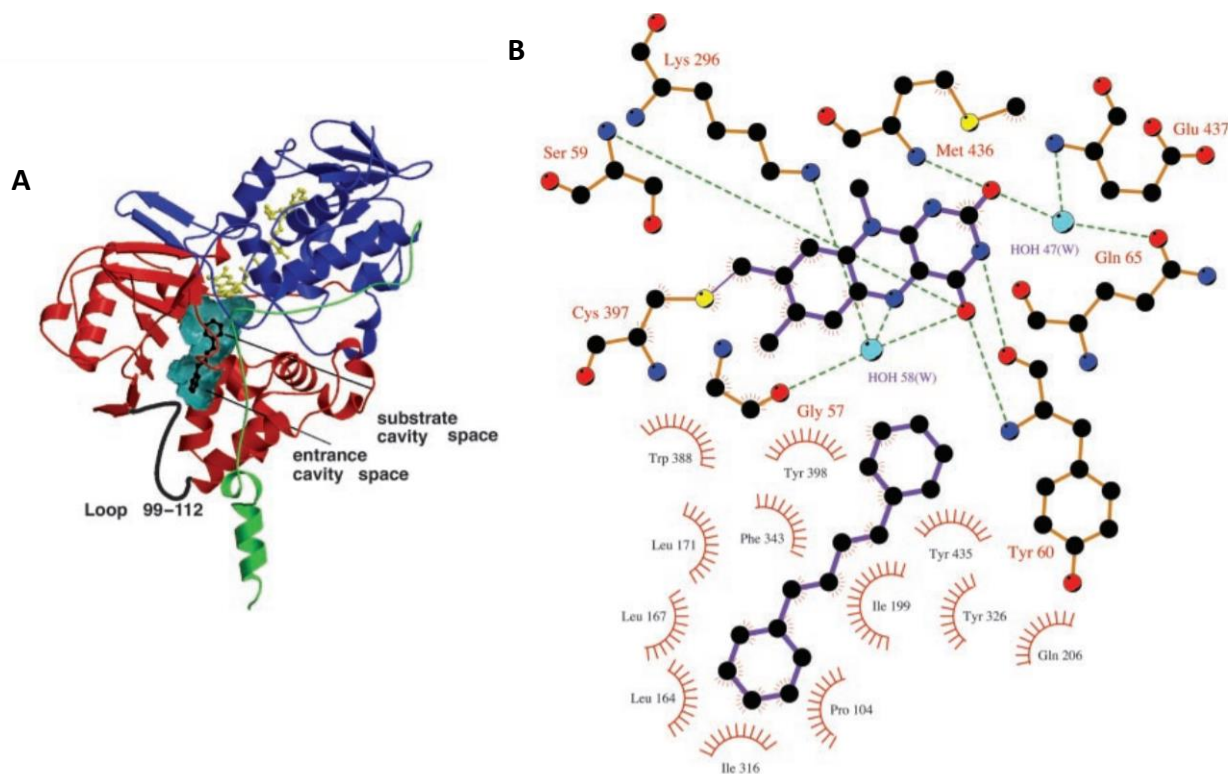 A
substrate
cavity space
entrance
cavity space
Loop 99–112
B
Lys 296
Ser 59
Met 436
Glu 437
HOH 47(W)
Gln 65
Cys 397
HOH 58(W)
Gly 57
Trp 388
Tyr 398
Leu 171
Phe 343
Tyr 435
Tyr 60
Leu 167
Ile 199
Tyr 326
Gln 206
Leu 164
Pro 104
Ile 316